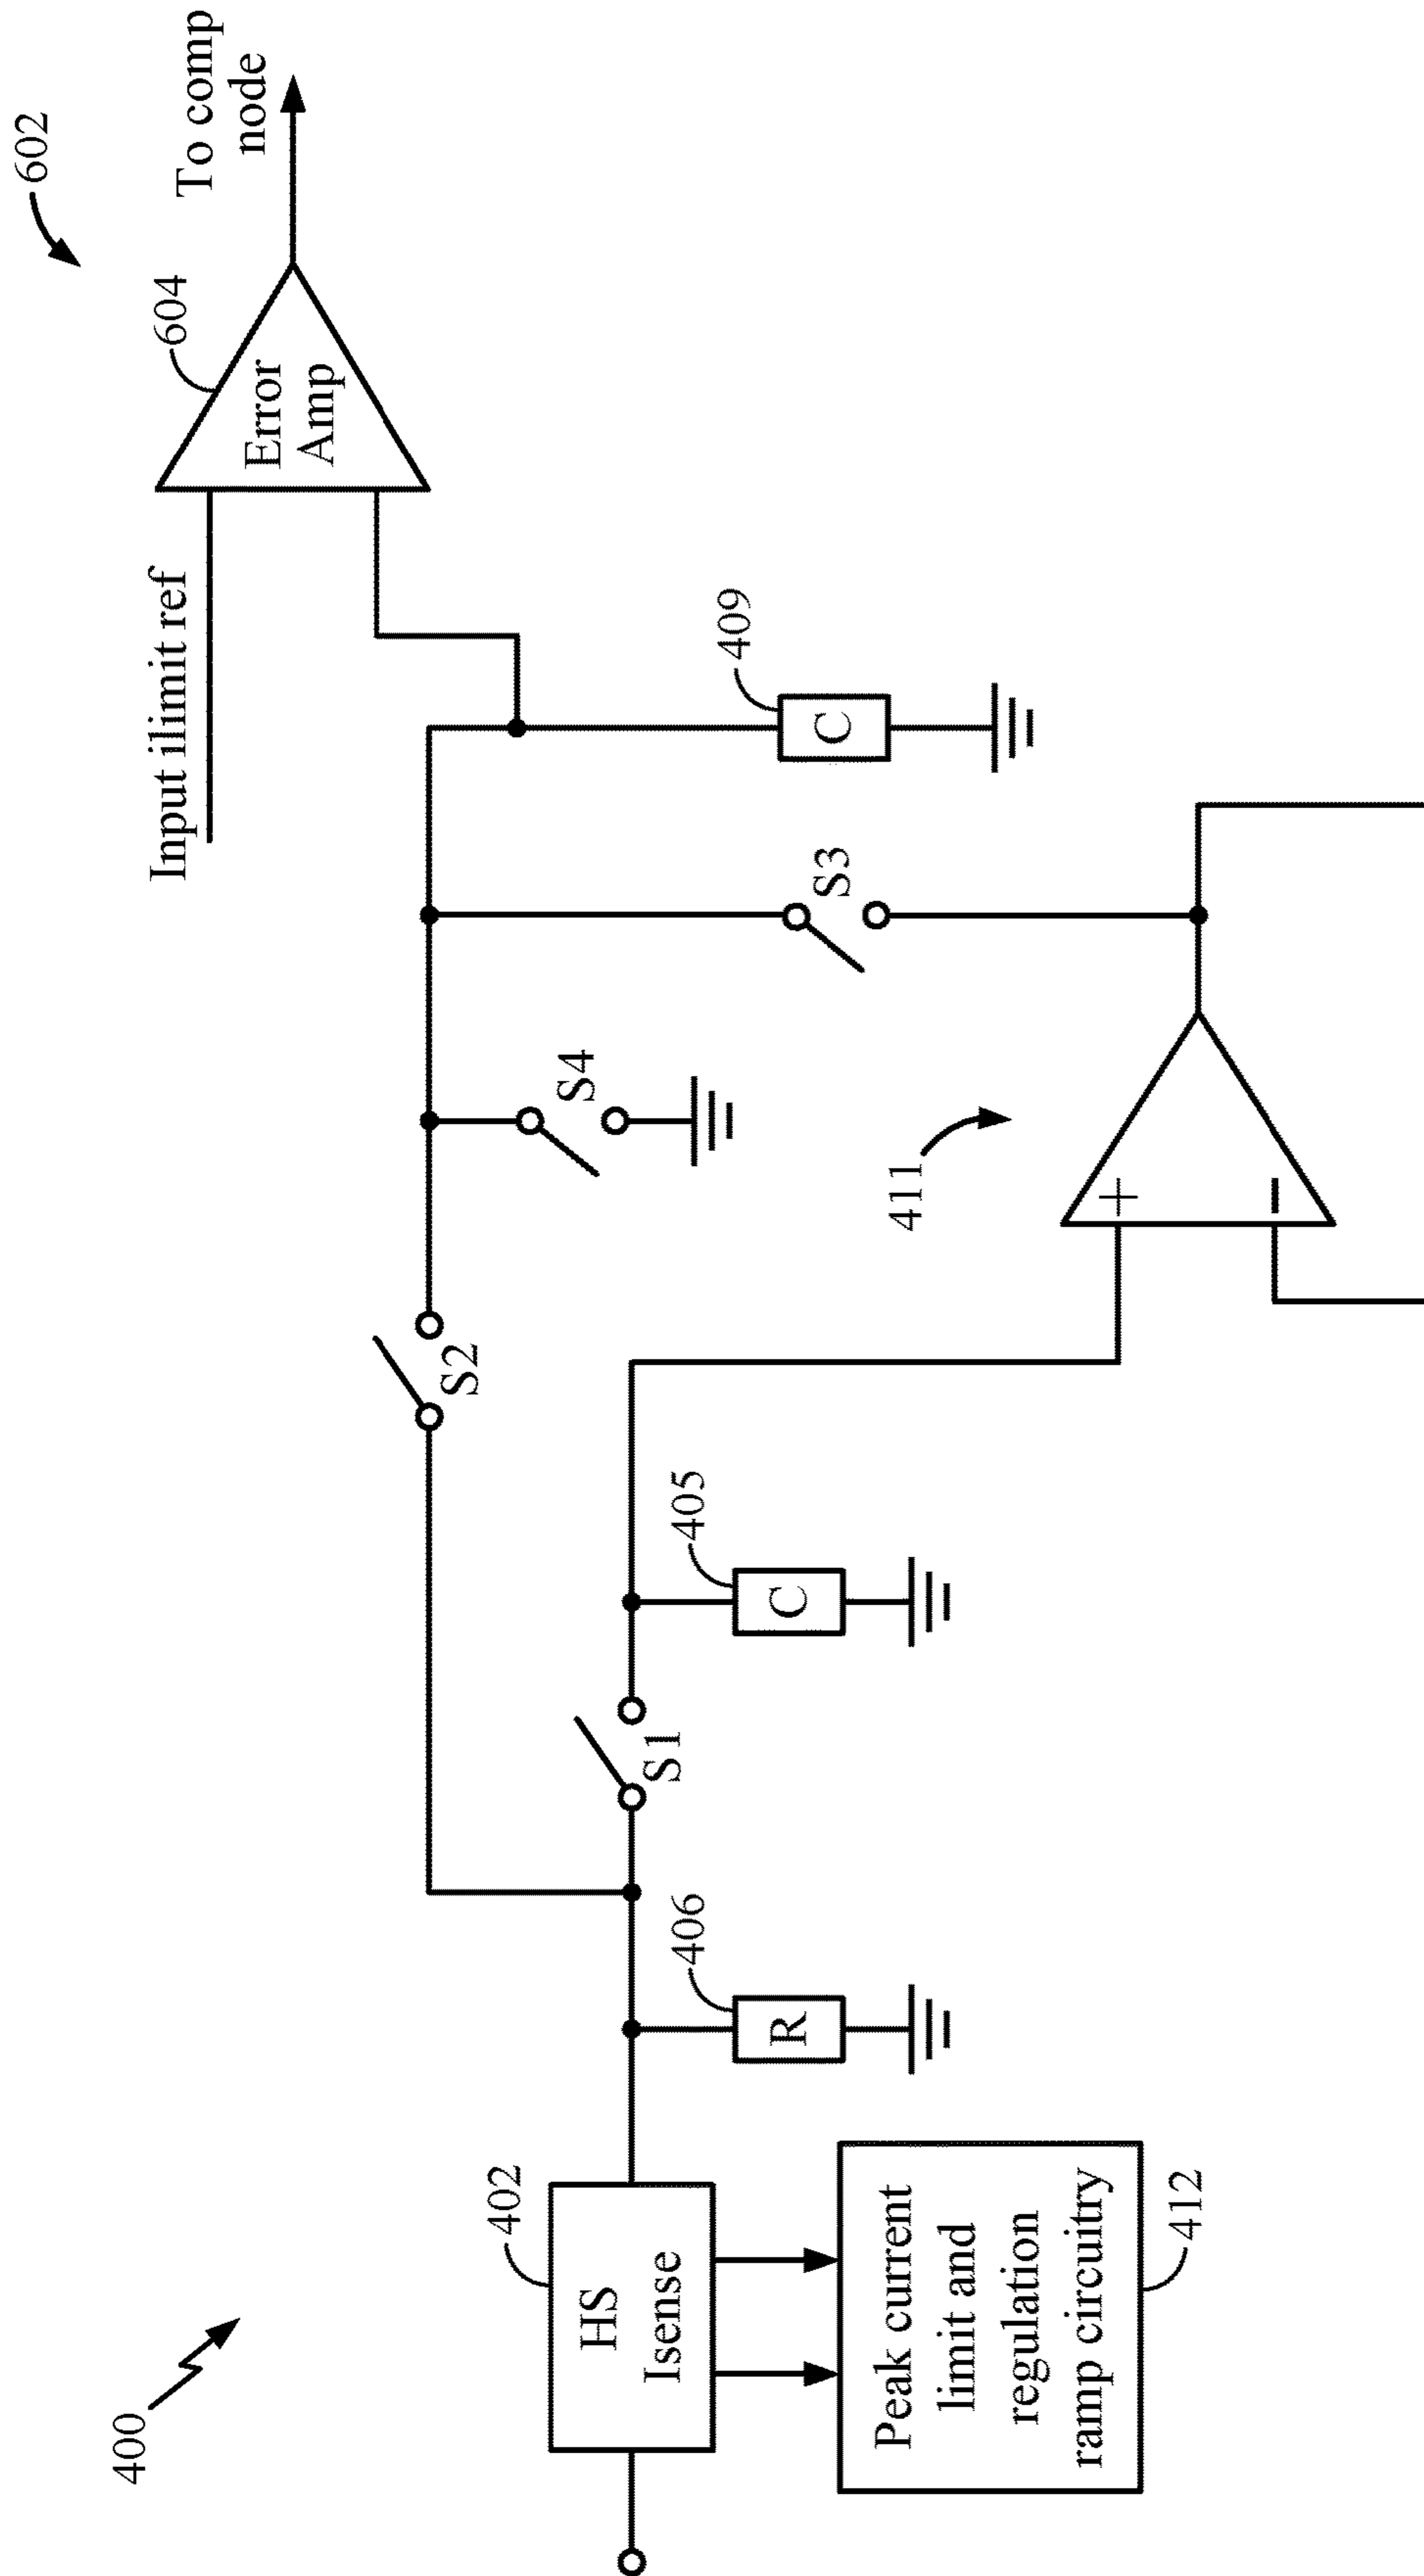 400
602
To comp
node
604
Error
Amp
Input ilimit ref
S2
S4
S3
409
C
402
HS
Isense
406
R
S1
405
C
411
+
−
Peak current
limit and
regulation
ramp circuitry
412